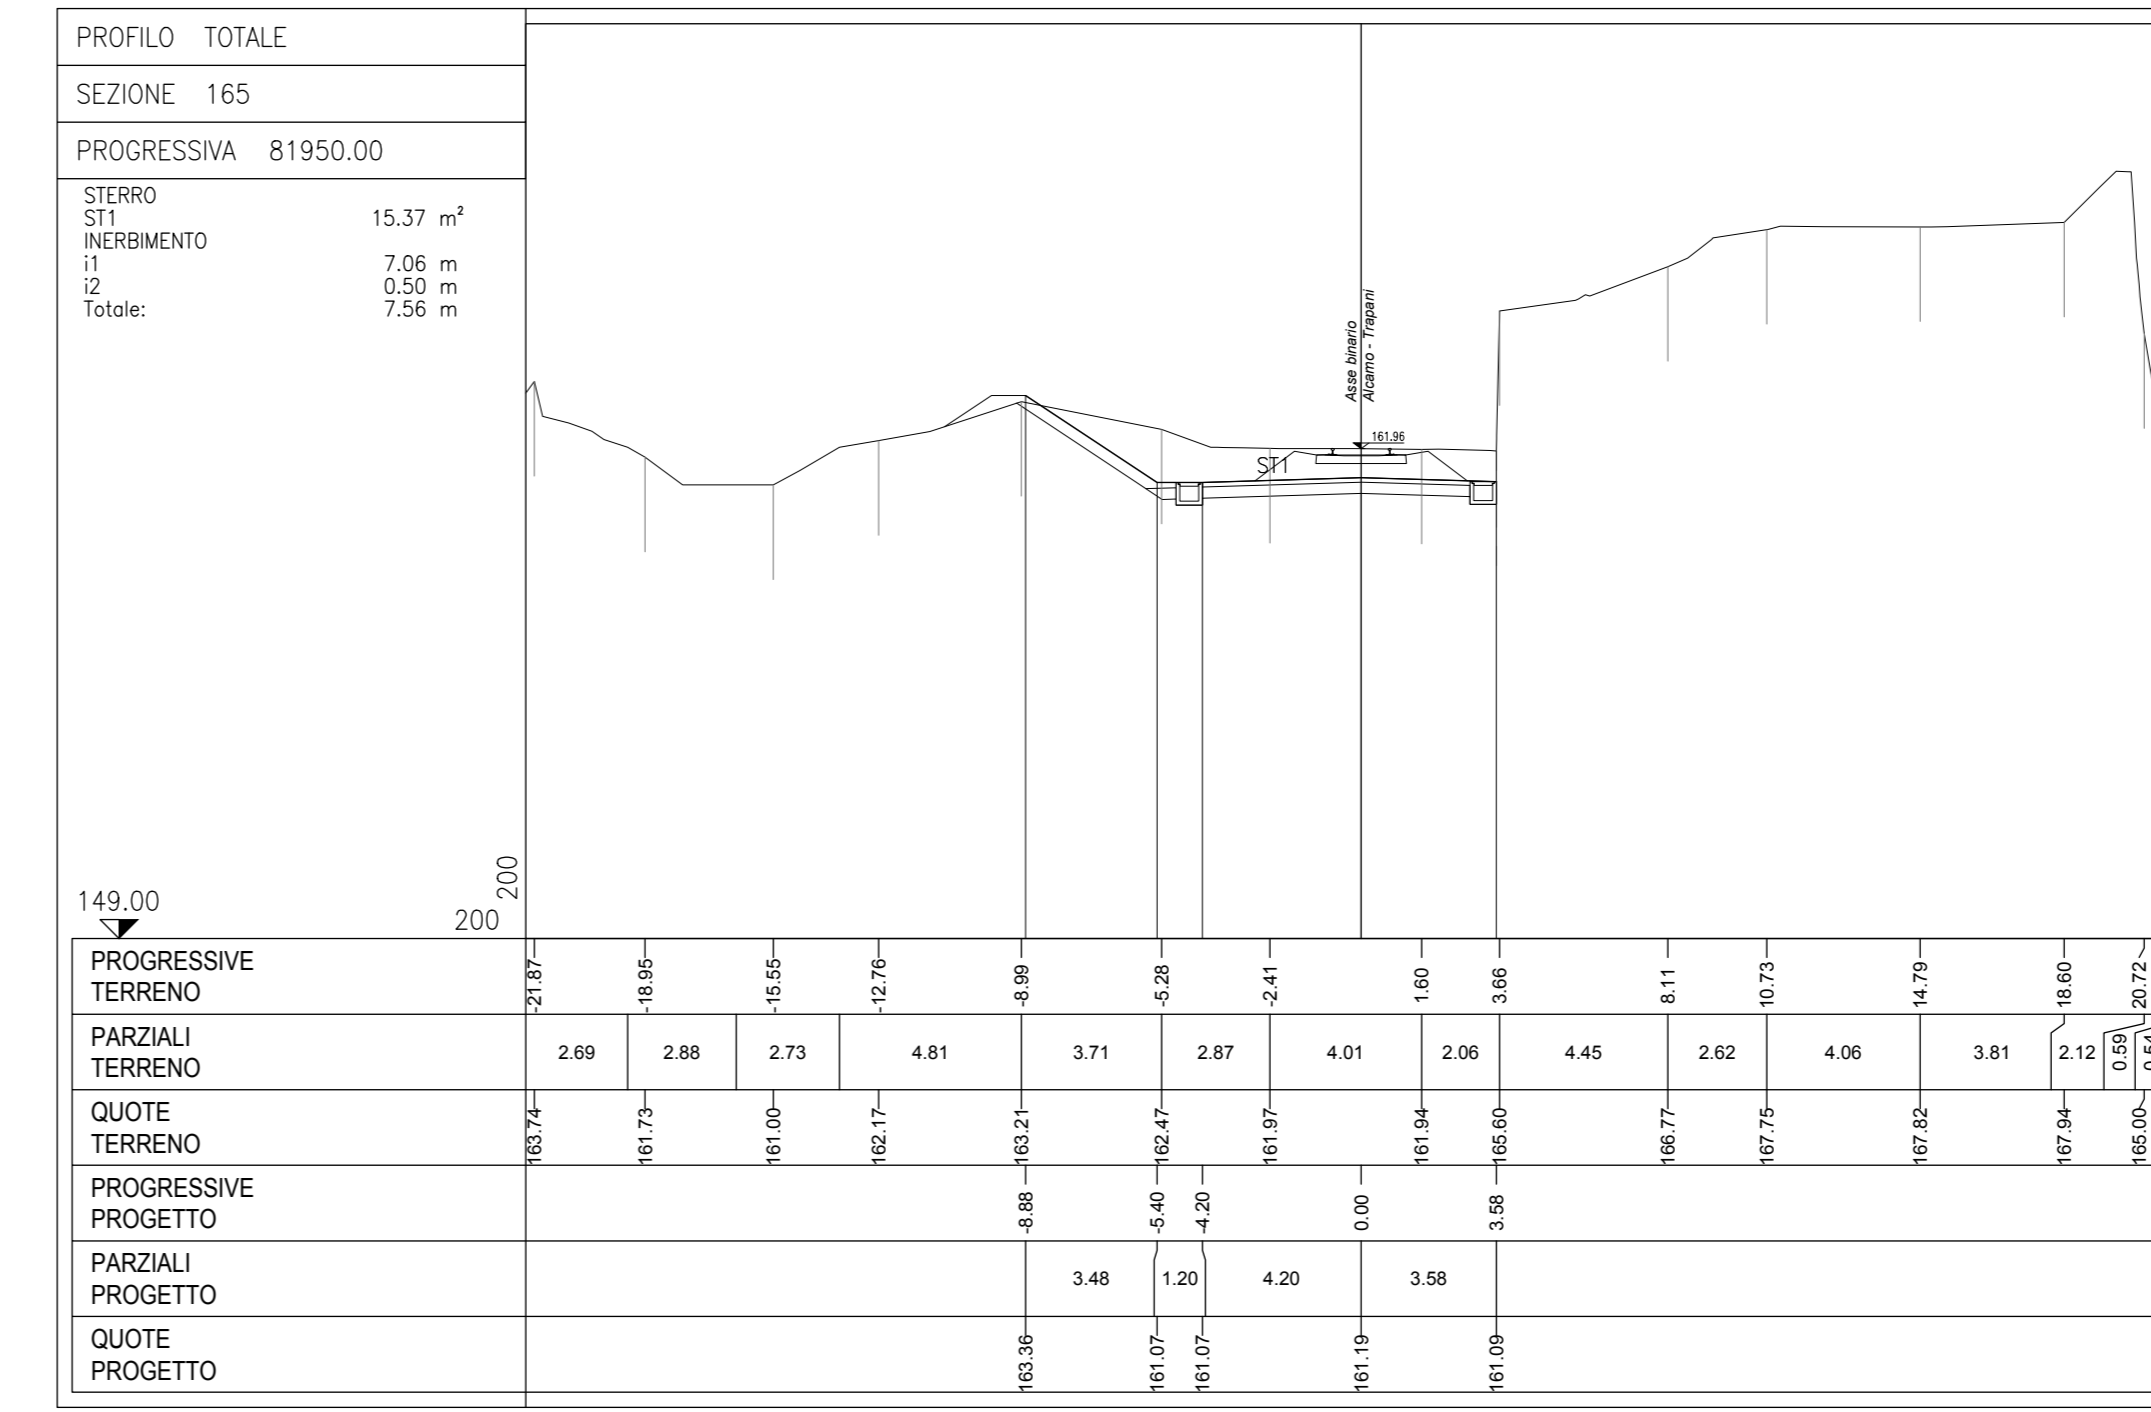 PROFILO TOTALE
SEZIONE 165
PROGRESSIVA 81950.00
STERRO
ST1 15.37 m²
INERBIMENTO
i1 7.06 m
i2 0.50 m
Totale: 7.56 m
Asse binario
Alcamo - Trapani
161.96
ST1
200
149.00
200
PROGRESSIVE
TERRENO
-21.87 -18.95 -15.55 -12.76 -8.99 -5.28 -2.41 1.60 3.66 8.11 10.73 14.79 18.60 20.72
PARZIALI
TERRENO
2.69 2.88 2.73 4.81 3.71 2.87 4.01 2.06 4.45 2.62 4.06 3.81 2.12 0.59
QUOTE
TERRENO
163.74 161.73 161.00 162.17 163.21 162.47 161.97 161.94 165.60 166.77 167.75 167.82 167.94 165.00
PROGRESSIVE
PROGETTO
-8.88 -5.40 -4.20 0.00 3.58
PARZIALI
PROGETTO
3.48 1.20 4.20 3.58
QUOTE
PROGETTO
163.36 161.07 161.07 161.19 161.09